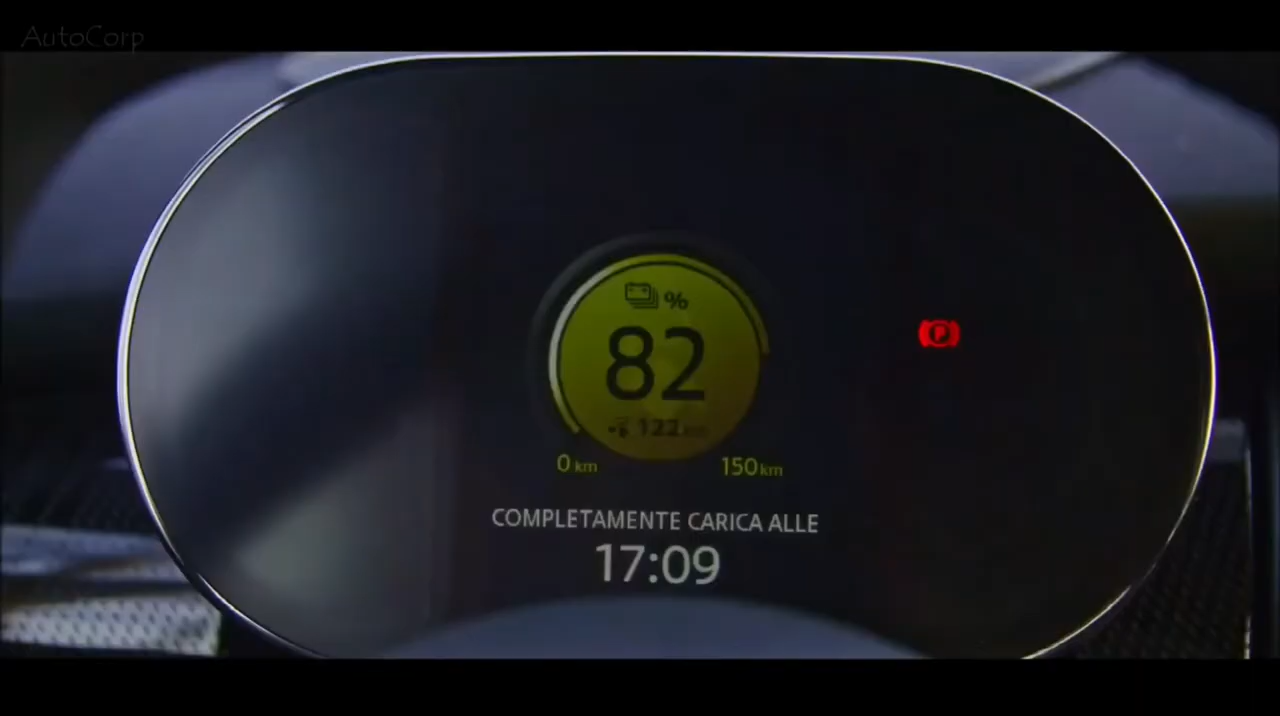 AutoCorp
%
82
122 km
0 km
150 km
COMPLETAMENTE CARICA ALLE
17:09